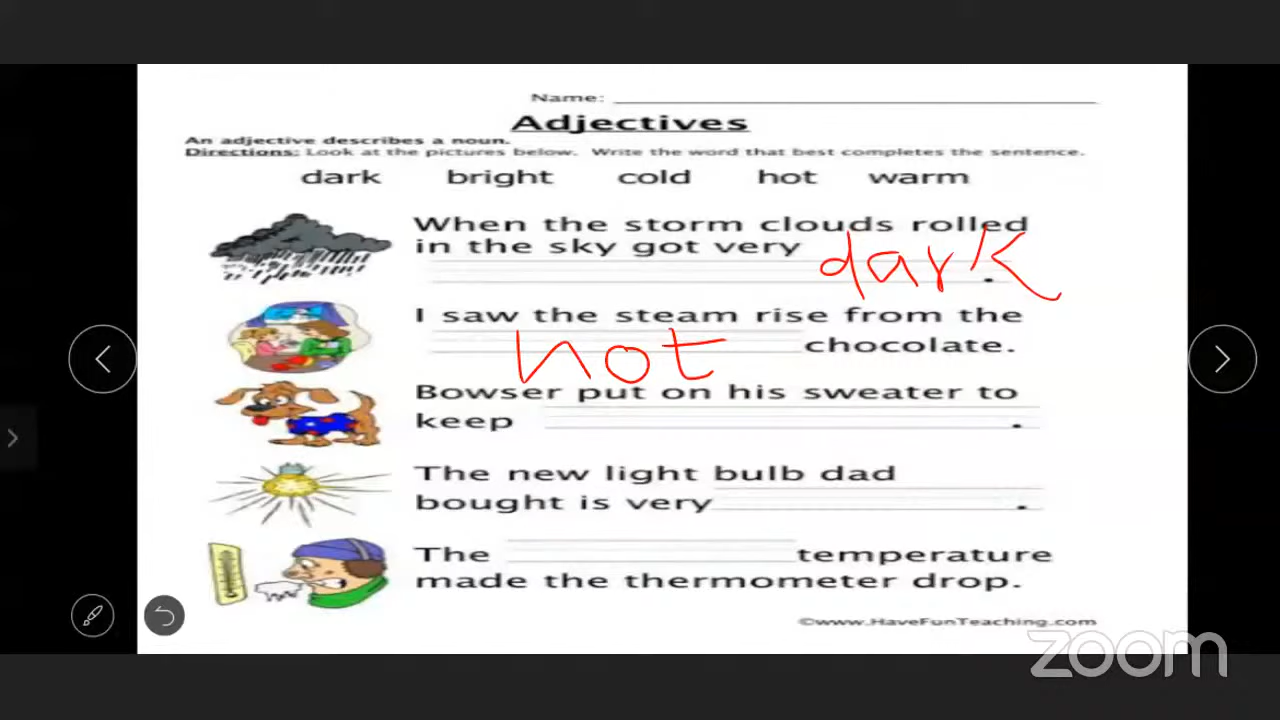 Name:
Adjectives
An adjective describes a noun.
Directions: Look at the pictures below. Write the word that best completes the sentence.
dark bright cold hot warm
When the storm clouds rolled
in the sky got very dark.
I saw the steam rise from the
hot chocolate.
Bowser put on his sweater to
keep .
The new light bulb dad
bought is very .
The temperature
made the thermometer drop.
©www.HaveFunTeaching.com
zoom